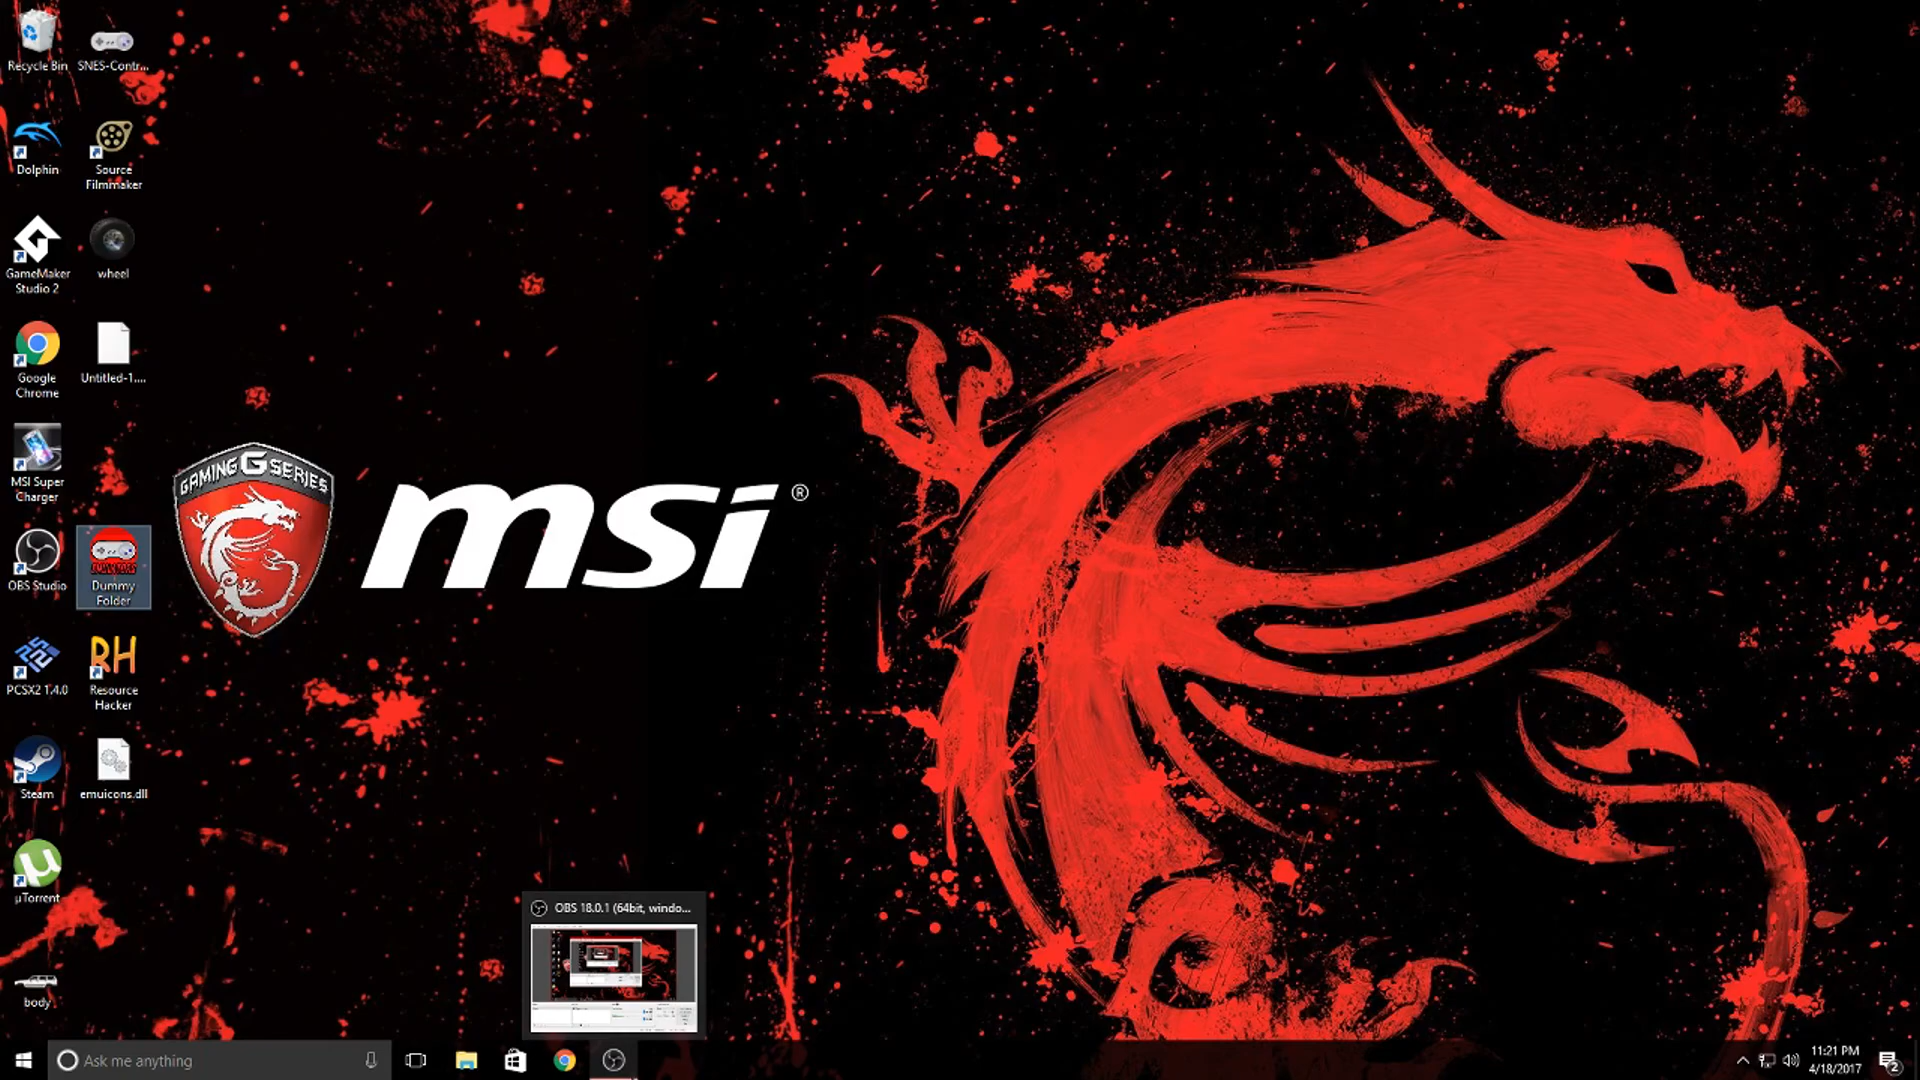 Recycle Bin
SNES-Contr...
Dolphin
Source
Filmmaker
GameMaker
Studio 2
wheel
Google
Chrome
Untitled-1....
MSI Super
Charger
OBS Studio
Dummy
Folder
PCSX2 1.4.0
RH
Resource
Hacker
Steam
emuicons.dll
µTorrent
body
GAMING G SERIES
msi®
OBS 18.0.1 (64bit, windo...
Ask me anything
11:21 PM
4/18/2017
2